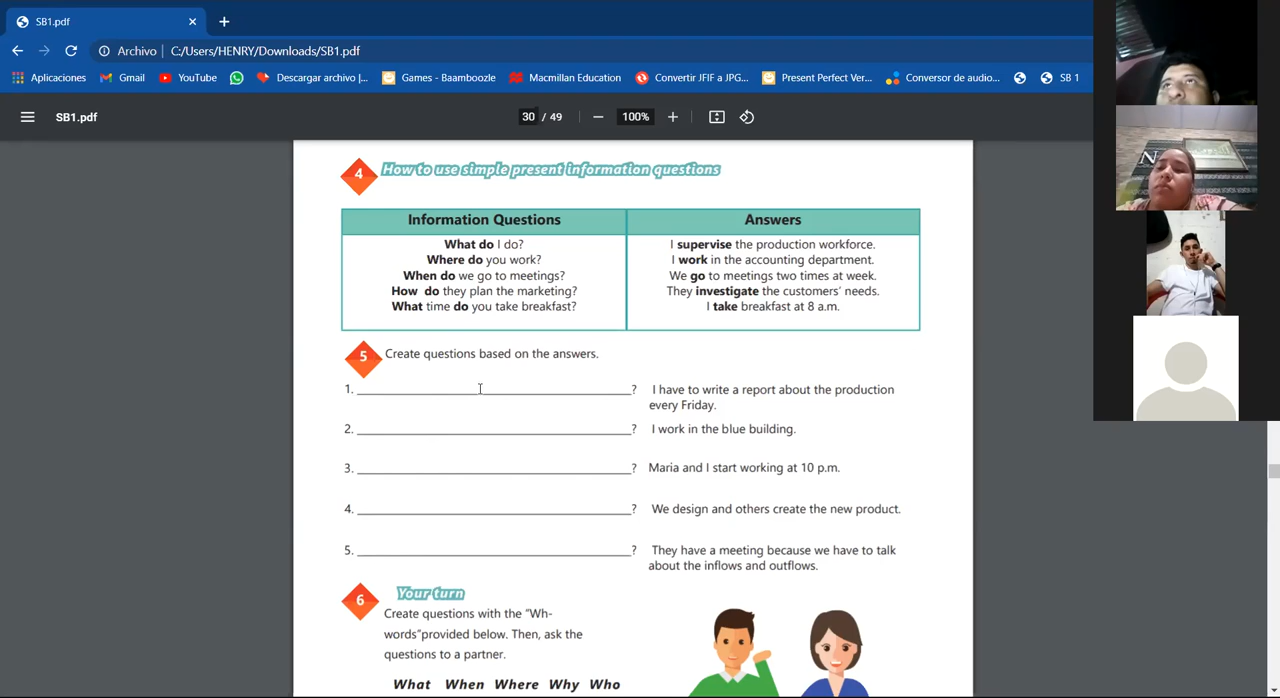 SB1.pdf
Archivo | C:/Users/HENRY/Downloads/SB1.pdf
Aplicaciones Gmail YouTube Descargar archivo |... Games - Baamboozle Macmillan Education Convertir JFIF a JPG... Present Perfect Ver... Conversor de audio... SB 1
SB1.pdf 30 / 49 100%
4 How to use simple present information questions
Information Questions Answers
What do I do? I supervise the production workforce.
Where do you work? I work in the accounting department.
When do we go to meetings? We go to meetings two times at week.
How do they plan the marketing? They investigate the customers' needs.
What time do you take breakfast? I take breakfast at 8 a.m.
5 Create questions based on the answers.
1. ______________________________? I have to write a report about the production
every Friday.
2. ______________________________? I work in the blue building.
3. ______________________________? Maria and I start working at 10 p.m.
4. ______________________________? We design and others create the new product.
5. ______________________________? They have a meeting because we have to talk
about the inflows and outflows.
6 Your turn
Create questions with the "Wh-
words"provided below. Then, ask the
questions to a partner.
What When Where Why Who